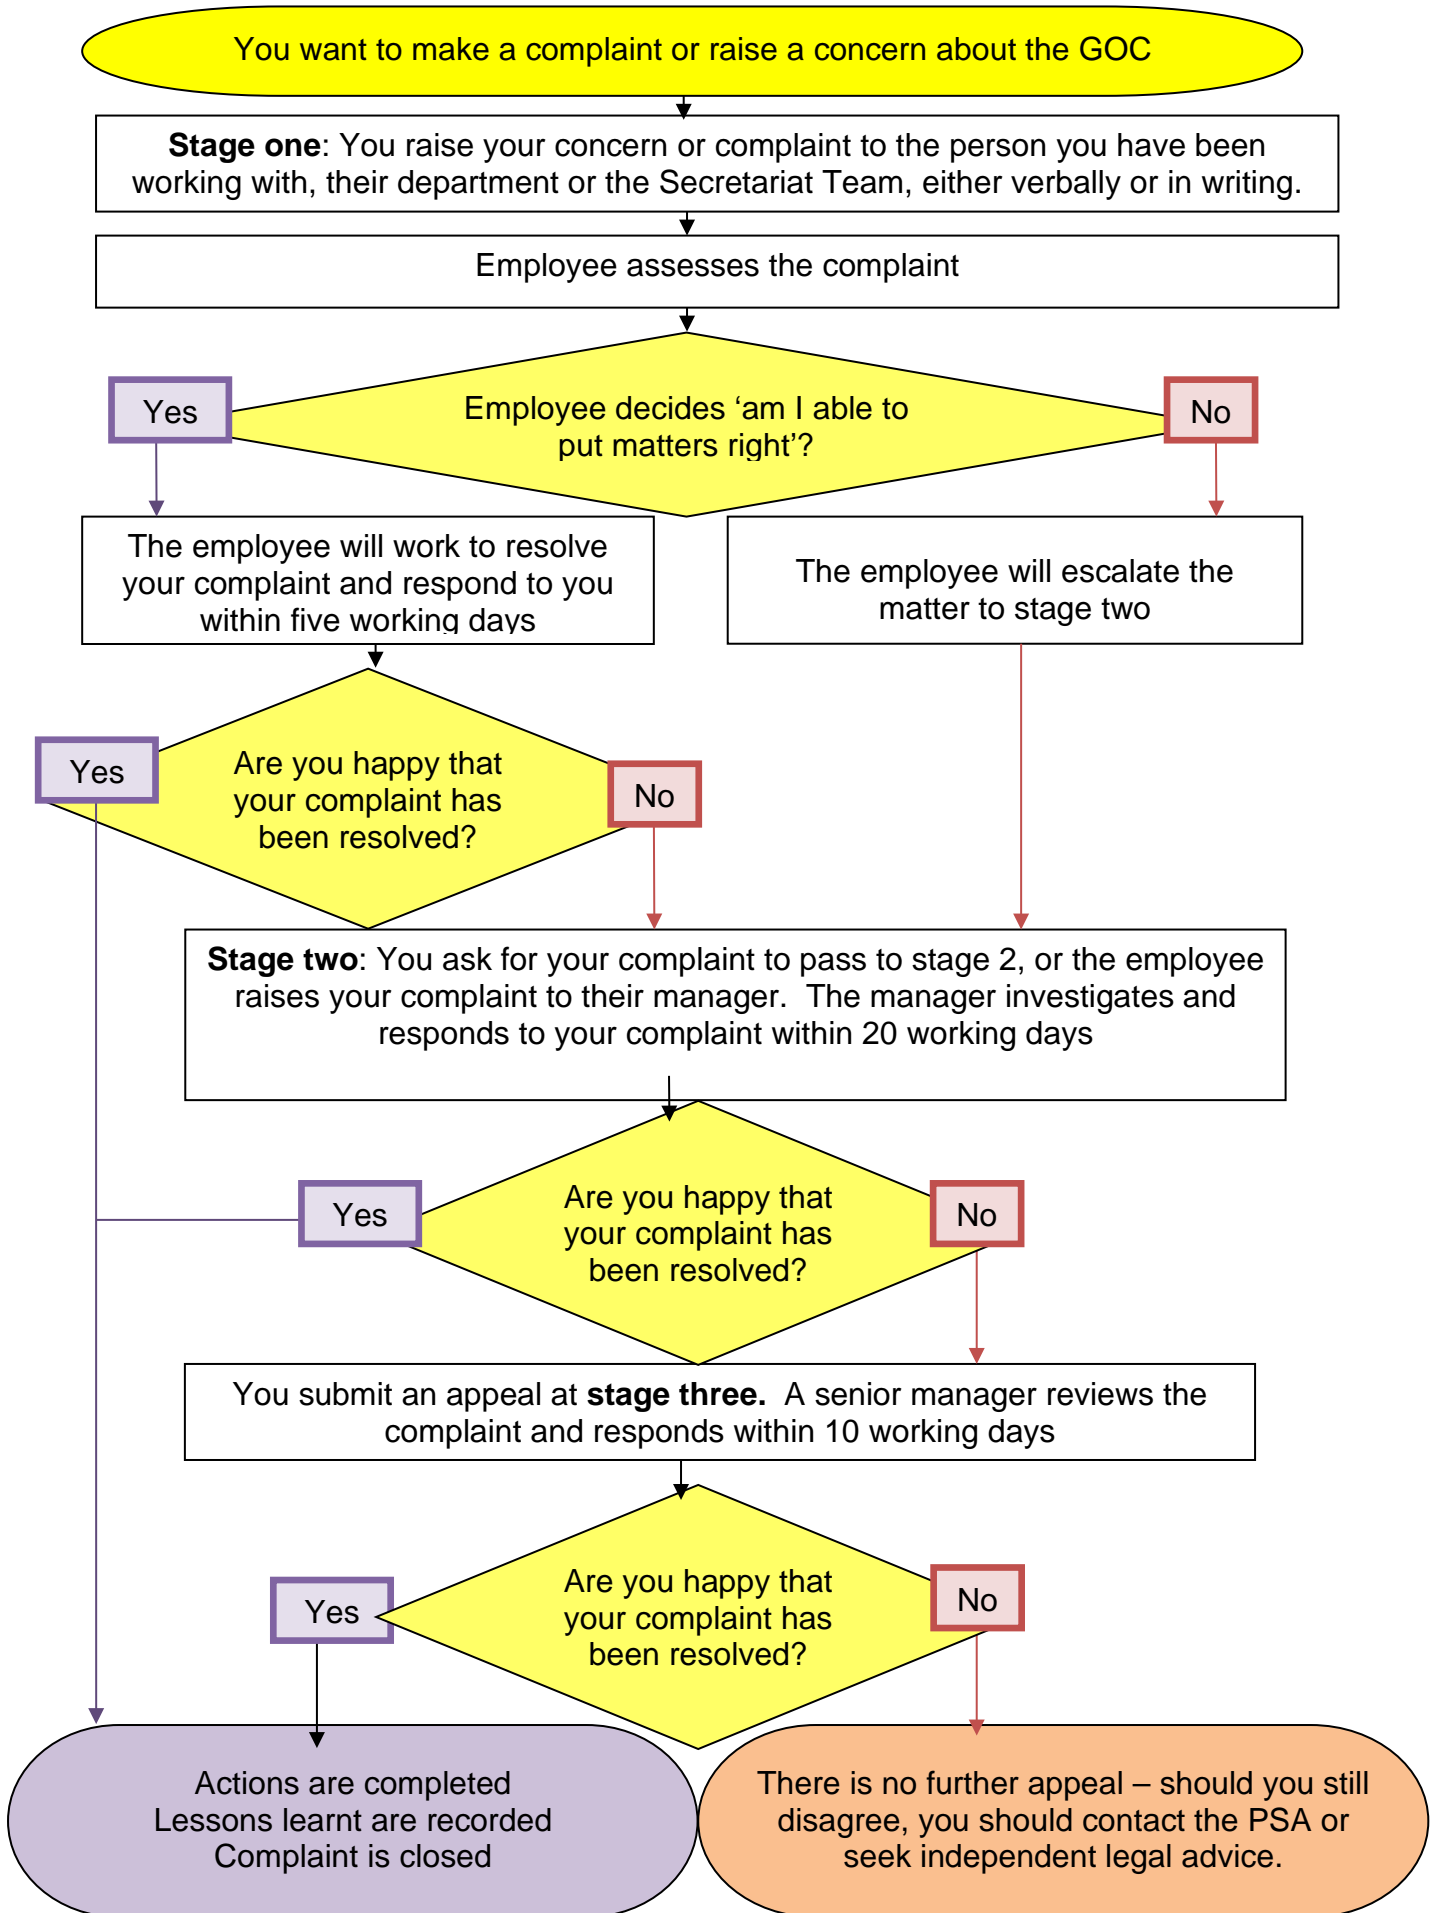 You want to make a complaint or raise a concern about the GOC
Stage one: You raise your concern or complaint to the person you have been
working with, their department or the Secretariat Team, either verbally or in writing.
Employee assesses the complaint
Employee decides ‘am I able to
put matters right’?
Yes
No
The employee will work to resolve
your complaint and respond to you
within five working days
The employee will escalate the
matter to stage two
Are you happy that
your complaint has
been resolved?
Yes
No
Stage two: You ask for your complaint to pass to stage 2, or the employee
raises your complaint to their manager.  The manager investigates and
responds to your complaint within 20 working days
Are you happy that
your complaint has
been resolved?
Yes
No
You submit an appeal at stage three.  A senior manager reviews the
complaint and responds within 10 working days
Are you happy that
your complaint has
been resolved?
Yes
No
Actions are completed
Lessons learnt are recorded
Complaint is closed
There is no further appeal – should you still
disagree, you should contact the PSA or
seek independent legal advice.